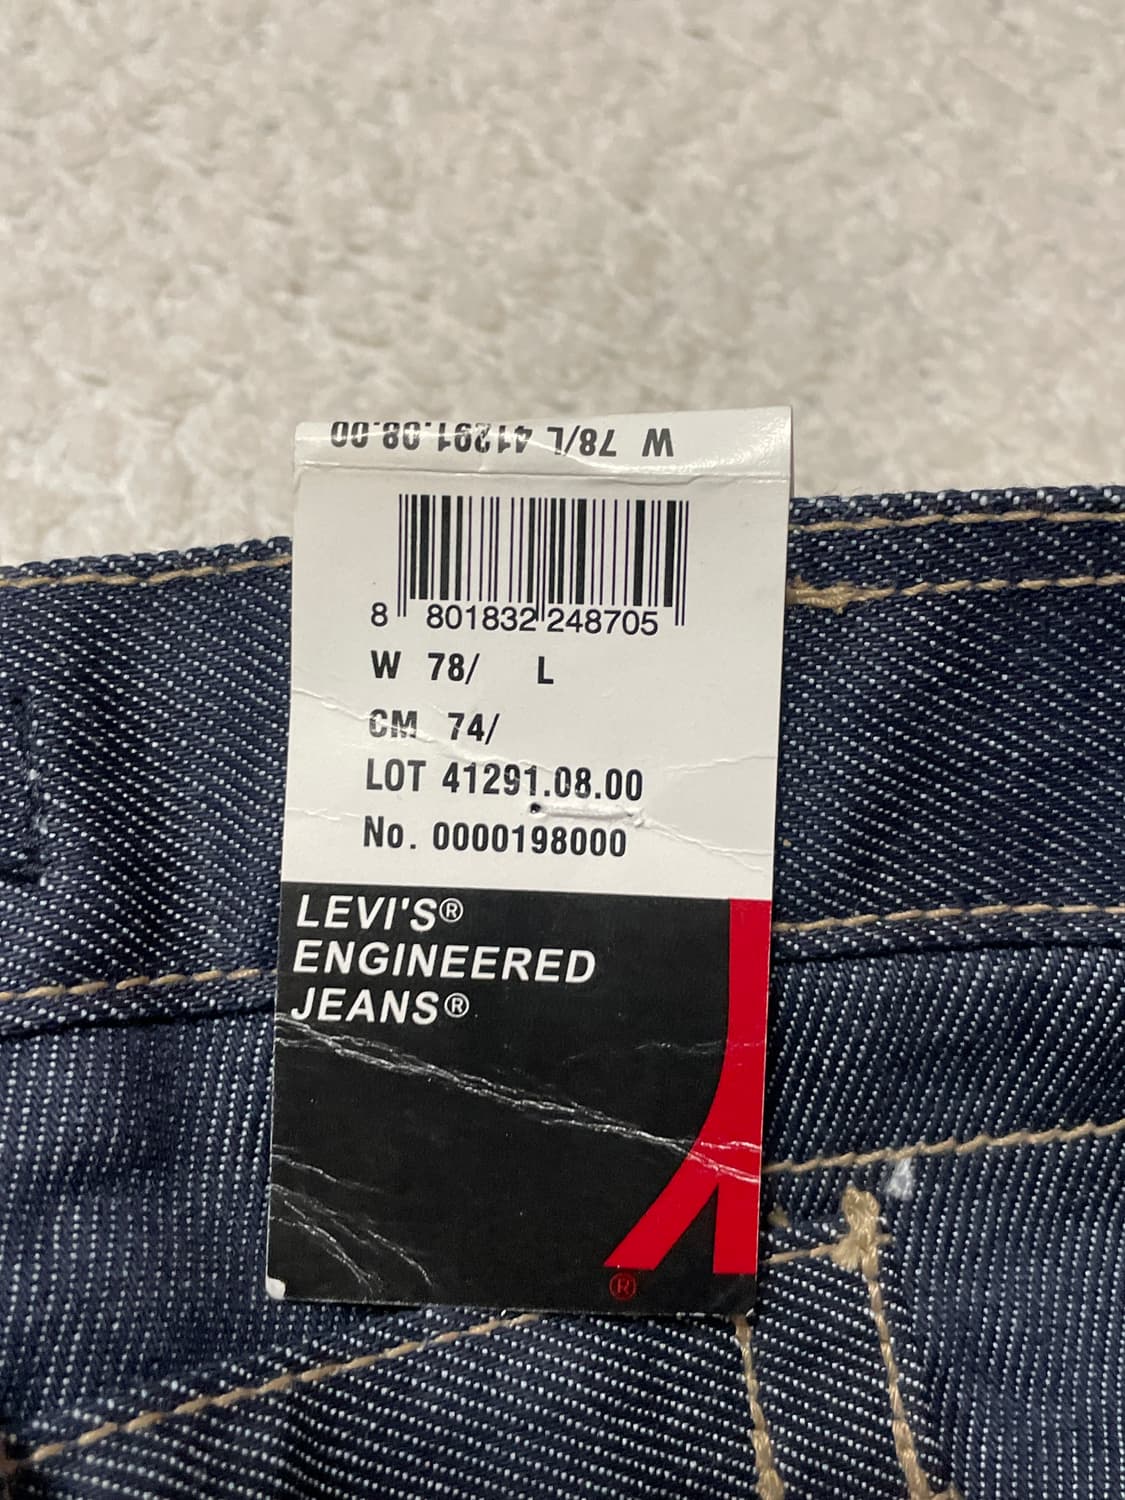 W 78/L 41291.08.00
8 801832 248705
W 78/ L
CM 74/
LOT 41291.08.00
No. 0000198000
LEVI'S®
ENGINEERED
JEANS®
®